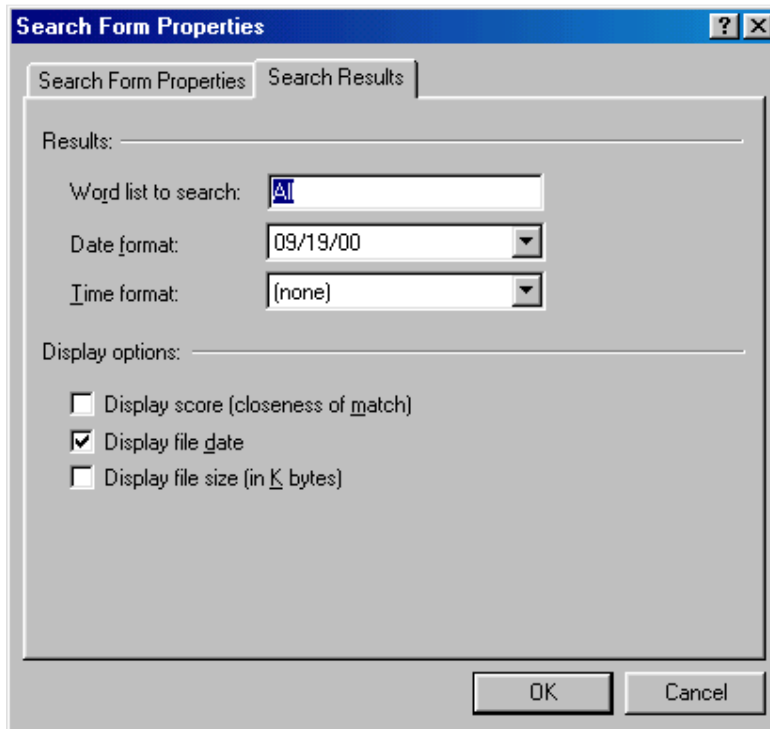 Search Form Properties
Search Form Properties Search Results
Results:
Word list to search: All
Date format: 09/19/00
Time format: (none)
Display options:
Display score (closeness of match)
Display file date
Display file size (in K bytes)
OK Cancel